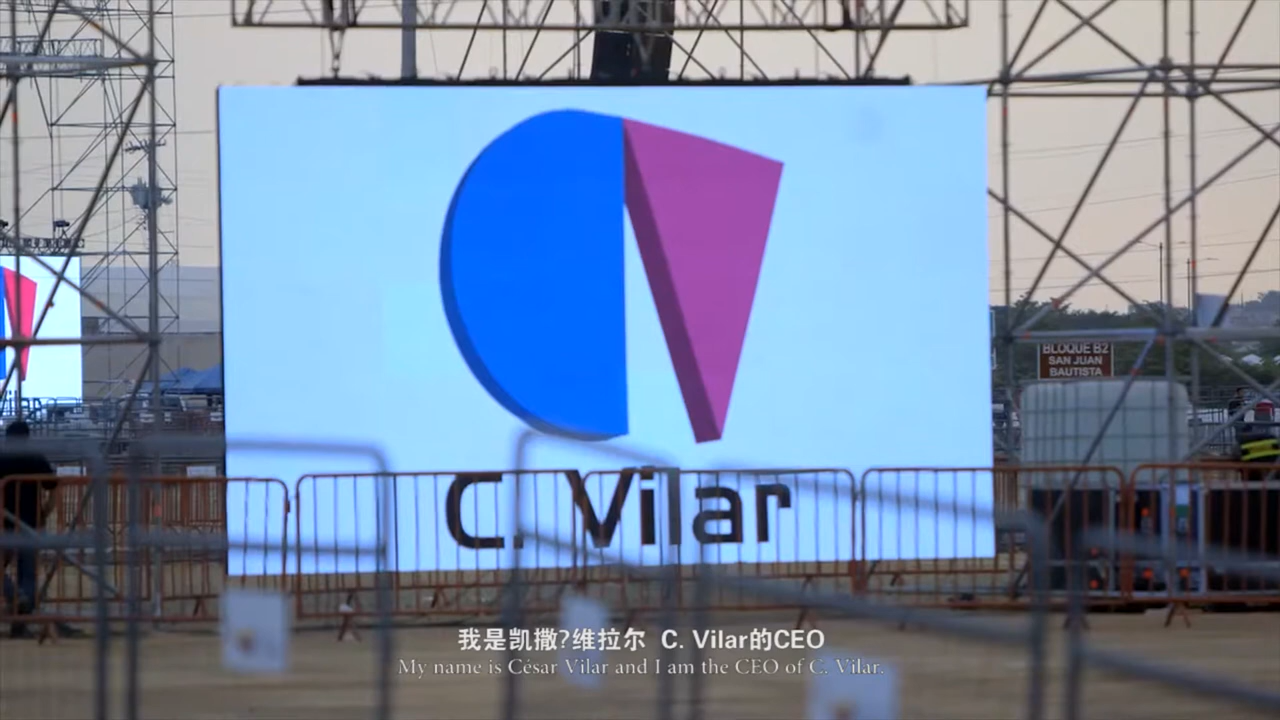 BLOQUE B2
SAN JUAN
BAUTISTA
C. Vilar
我是凯撒?维拉尔 C. Vilar的CEO
My name is César Vilar and I am the CEO of C. Vilar.